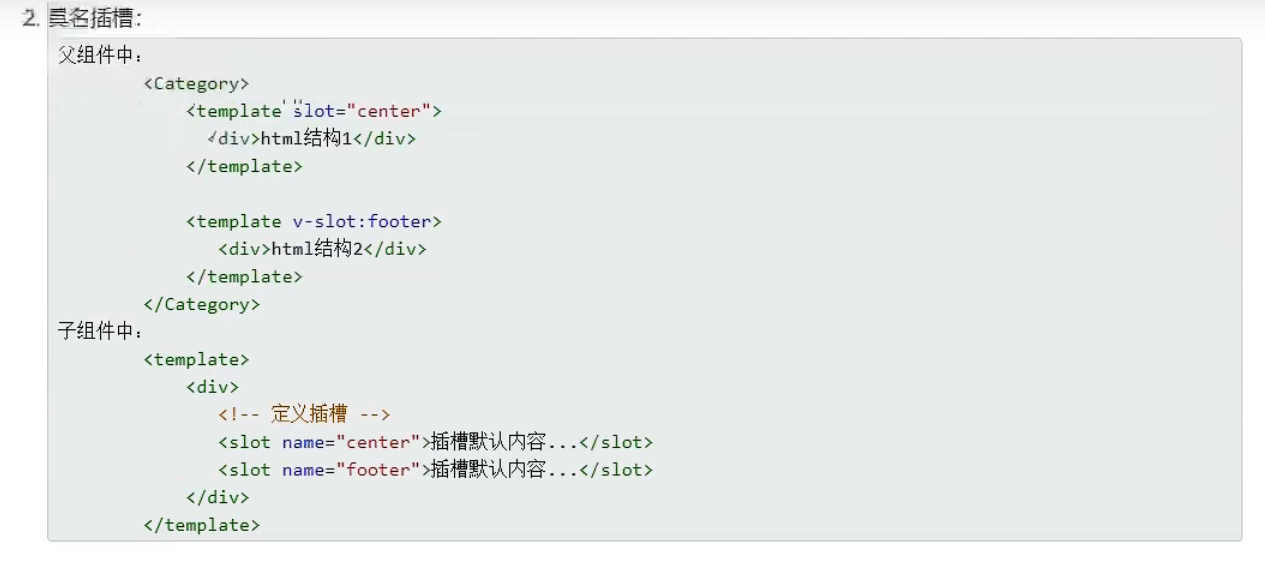 2. 具名插槽：
父组件中：
<Category>
<template slot="center">
<div>html结构1</div>
</template>
<template v-slot:footer>
<div>html结构2</div>
</template>
</Category>
子组件中：
<template>
<div>
<!-- 定义插槽 -->
<slot name="center">插槽默认内容...</slot>
<slot name="footer">插槽默认内容...</slot>
</div>
</template>